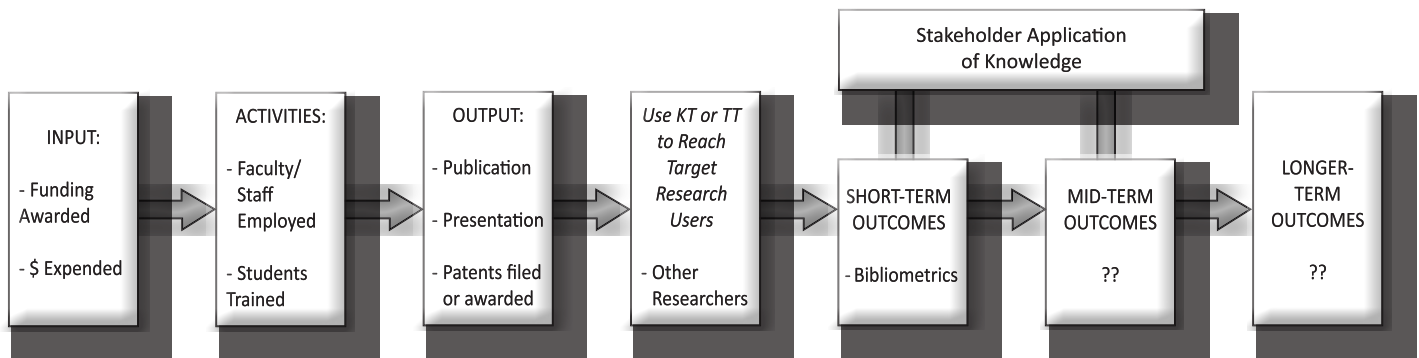 Stakeholder Application
of Knowledge
INPUT:
- Funding
Awarded
- $ Expended
ACTIVITIES:
- Faculty/
Staff
Employed
- Students
Trained
OUTPUT:
- Publication
- Presentation
- Patents filed
or awarded
Use KT or TT
to Reach
Target
Research
Users
- Other
Researchers
SHORT-TERM
OUTCOMES
- Bibliometrics
MID-TERM
OUTCOMES
??
LONGER-
TERM
OUTCOMES
??